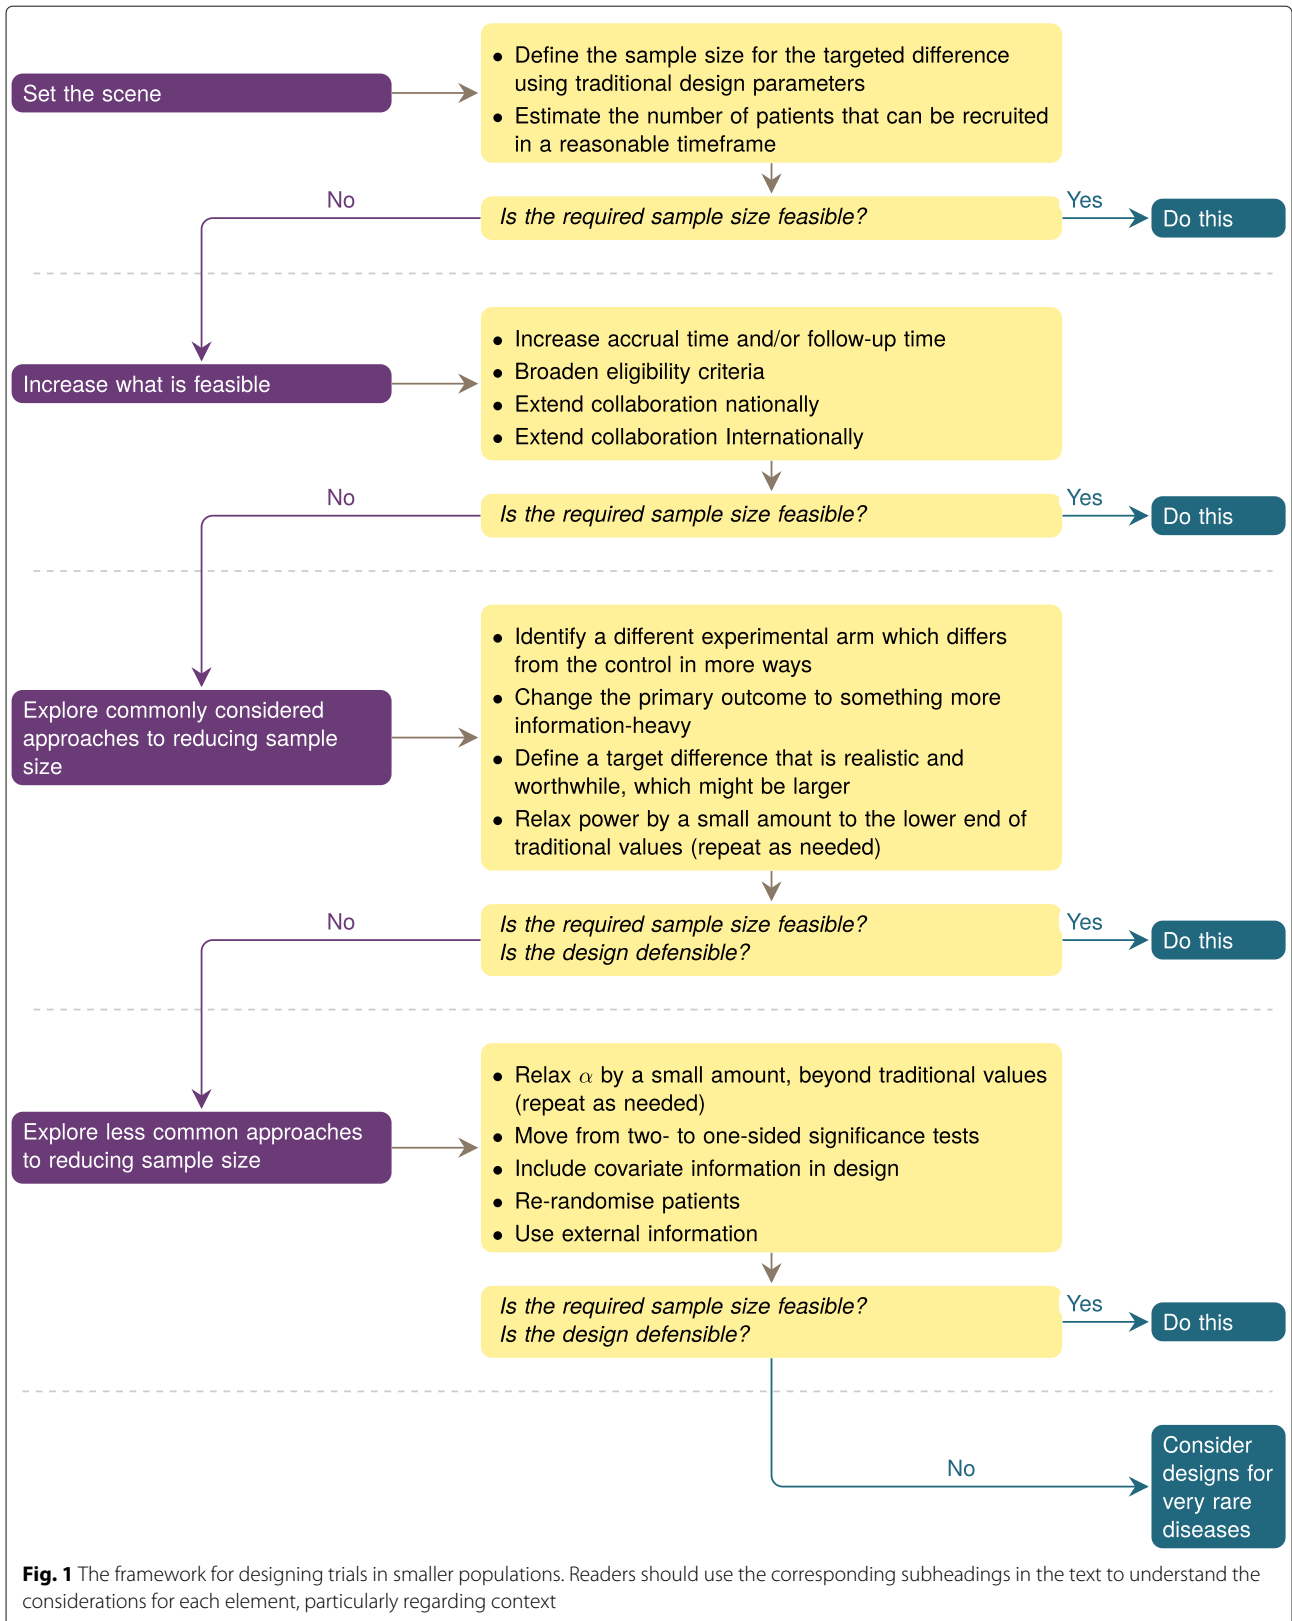 Set the scene
• Define the sample size for the targeted difference
using traditional design parameters
• Estimate the number of patients that can be recruited
in a reasonable timeframe
No
Is the required sample size feasible?
Yes
Do this
Increase what is feasible
• Increase accrual time and/or follow-up time
• Broaden eligibility criteria
• Extend collaboration nationally
• Extend collaboration Internationally
No
Is the required sample size feasible?
Yes
Do this
Explore commonly considered
approaches to reducing sample
size
• Identify a different experimental arm which differs
from the control in more ways
• Change the primary outcome to something more
information-heavy
• Define a target difference that is realistic and
worthwhile, which might be larger
• Relax power by a small amount to the lower end of
traditional values (repeat as needed)
No
Is the required sample size feasible?
Is the design defensible?
Yes
Do this
Explore less common approaches
to reducing sample size
• Relax α by a small amount, beyond traditional values
(repeat as needed)
• Move from two- to one-sided significance tests
• Include covariate information in design
• Re-randomise patients
• Use external information
Is the required sample size feasible?
Is the design defensible?
Yes
Do this
No
Consider
designs for
very rare
diseases
Fig. 1 The framework for designing trials in smaller populations. Readers should use the corresponding subheadings in the text to understand the
considerations for each element, particularly regarding context